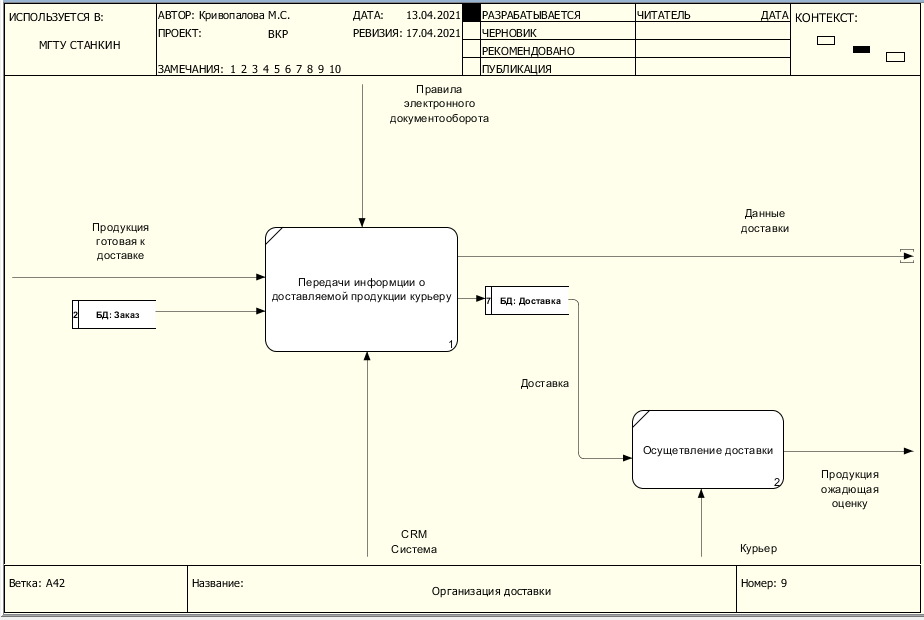 ИСПОЛЬЗУЕТСЯ В:
МГТУ СТАНКИН
АВТОР: Кривопалова М.С.
ДАТА: 13.04.2021
ПРОЕКТ: ВКР
РЕВИЗИЯ: 17.04.2021
ЗАМЕЧАНИЯ: 1 2 3 4 5 6 7 8 9 10
РАЗРАБАТЫВАЕТСЯ
ЧЕРНОВИК
РЕКОМЕНДОВАНО
ПУБЛИКАЦИЯ
ЧИТАТЕЛЬ
ДАТА
КОНТЕКСТ:
Правила
электронного
документооборота
Продукция
готовая к
доставке
Данные
доставки
Передачи информции о
доставляемой продукции курьеру
1
2 БД: Заказ
7 БД: Доставка
Доставка
Осущетвление доставки
2
Продукция
ожадющая
оценку
CRM
Система
Курьер
Ветка: A42
Название:
Организация доставки
Номер: 9